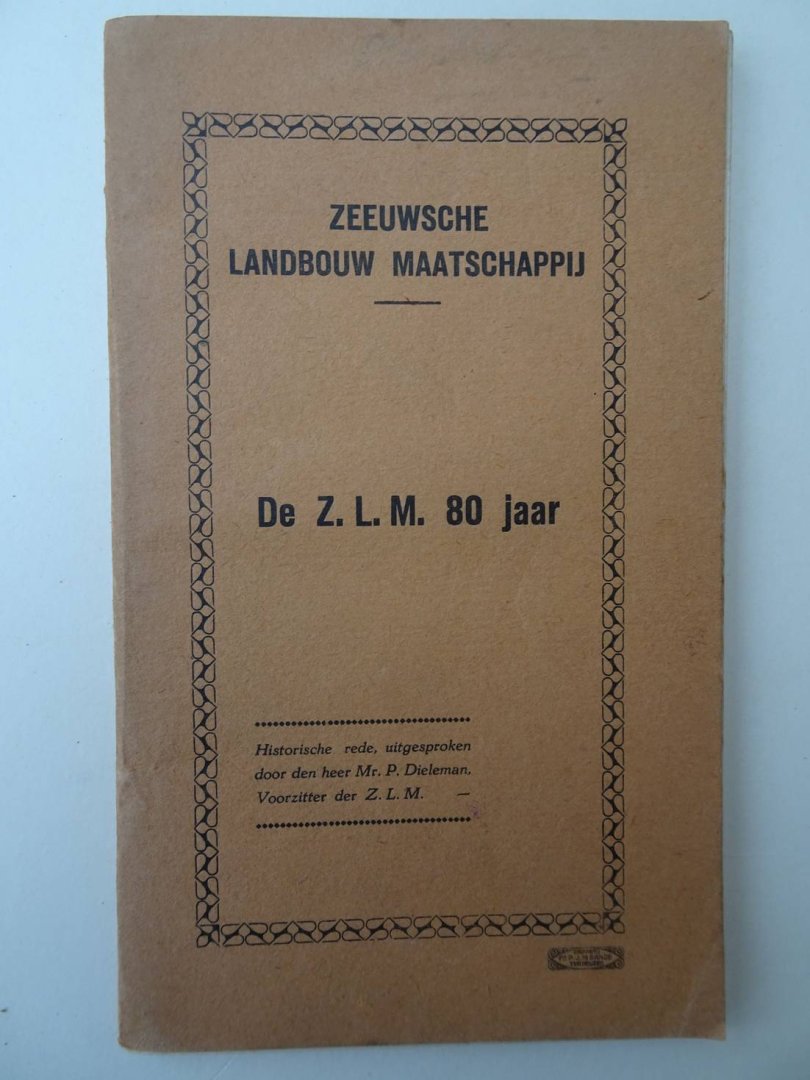 ZEEUWSCHE
LANDBOUW MAATSCHAPPIJ
De Z. L. M. 80 jaar
Historische rede, uitgesproken
door den heer Mr. P. Dieleman,
Voorzitter der Z. L. M. —